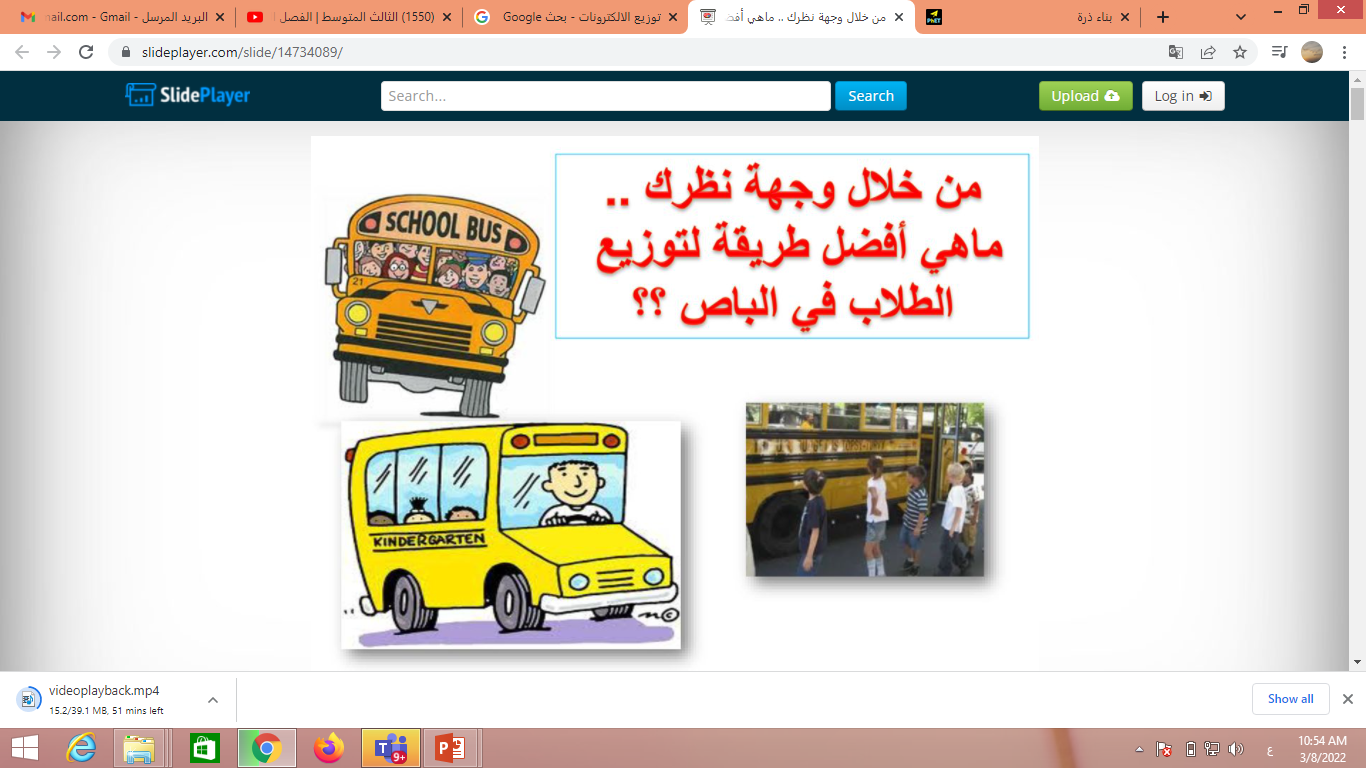 nail.com - Gmail - البريد المرسل
(1550) الثالث المتوسط | الفصل ا
توزيع الالكترونات - بحث Google
من خلال وجهة نظرك .. ماهي أفض
PhET
بناء ذرة
slideplayer.com/slide/14734089/
SlidePlayer
Search...
Search
Upload
Log in
من خلال وجهة نظرك ..
ماهي أفضل طريقة لتوزيع
الطلاب في الباص ؟؟
SCHOOL BUS
21
KINDERGARTEN
videoplayback.mp4
15.2/39.1 MB, 51 mins left
Show all
9+
ع
10:54 AM
3/8/2022